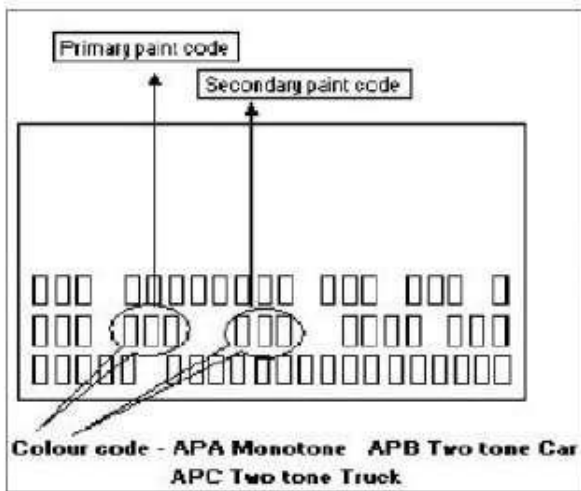 Primary paint code
Secondary paint code
Colour code - APA Monotone APB Two tone Car
APC Two tone Truck